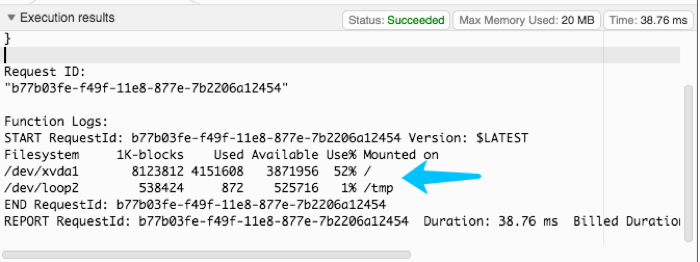 Execution results
Status: Succeeded
Max Memory Used: 20 MB
Time: 38.76 ms
}
Request ID:
"b77b03fe-f49f-11e8-877e-7b2206a12454"
Function Logs:
START RequestId: b77b03fe-f49f-11e8-877e-7b2206a12454 Version: $LATEST
Filesystem     1K-blocks    Used Available Use% Mounted on
/dev/xvda1       8123812 4151608   3871956  52% /
/dev/loop2        538424     872    525716   1% /tmp
END RequestId: b77b03fe-f49f-11e8-877e-7b2206a12454
REPORT RequestId: b77b03fe-f49f-11e8-877e-7b2206a12454  Duration: 38.76 ms  Billed Duration